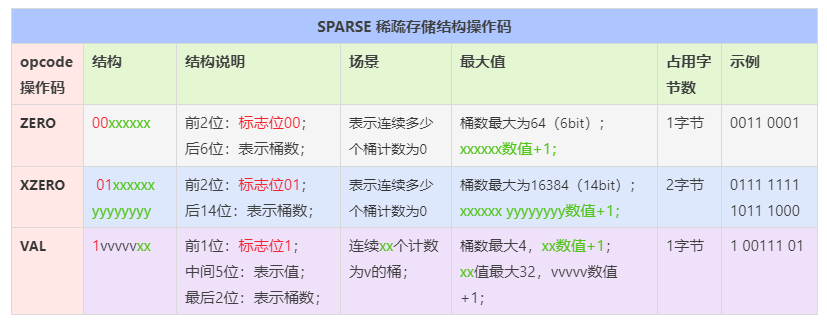 SPARSE 稀疏存储结构操作码
opcode
操作码
结构
结构说明
场景
最大值
占用字
节数
示例
ZERO
00xxxxxx
前2位：标志位00；
后6位：表示桶数；
表示连续多少
个桶计数为0
桶数最大为64（6bit）；
xxxxxx数值+1；
1字节
0011 0001
XZERO
01xxxxxx
yyyyyyyy
前2位：标志位01；
后14位：表示桶数；
表示连续多少
个桶计数为0
桶数最大为16384（14bit）；
xxxxxx yyyyyyyy数值+1；
2字节
0111 1111
1011 1000
VAL
1vvvvvxx
前1位：标志位1；
中间5位：表示值；
最后2位：表示桶数；
连续xx个计数
为v的桶；
桶数最大4，xx数值+1；
xx值最大32，vvvvv数值
+1；
1字节
1 00111 01